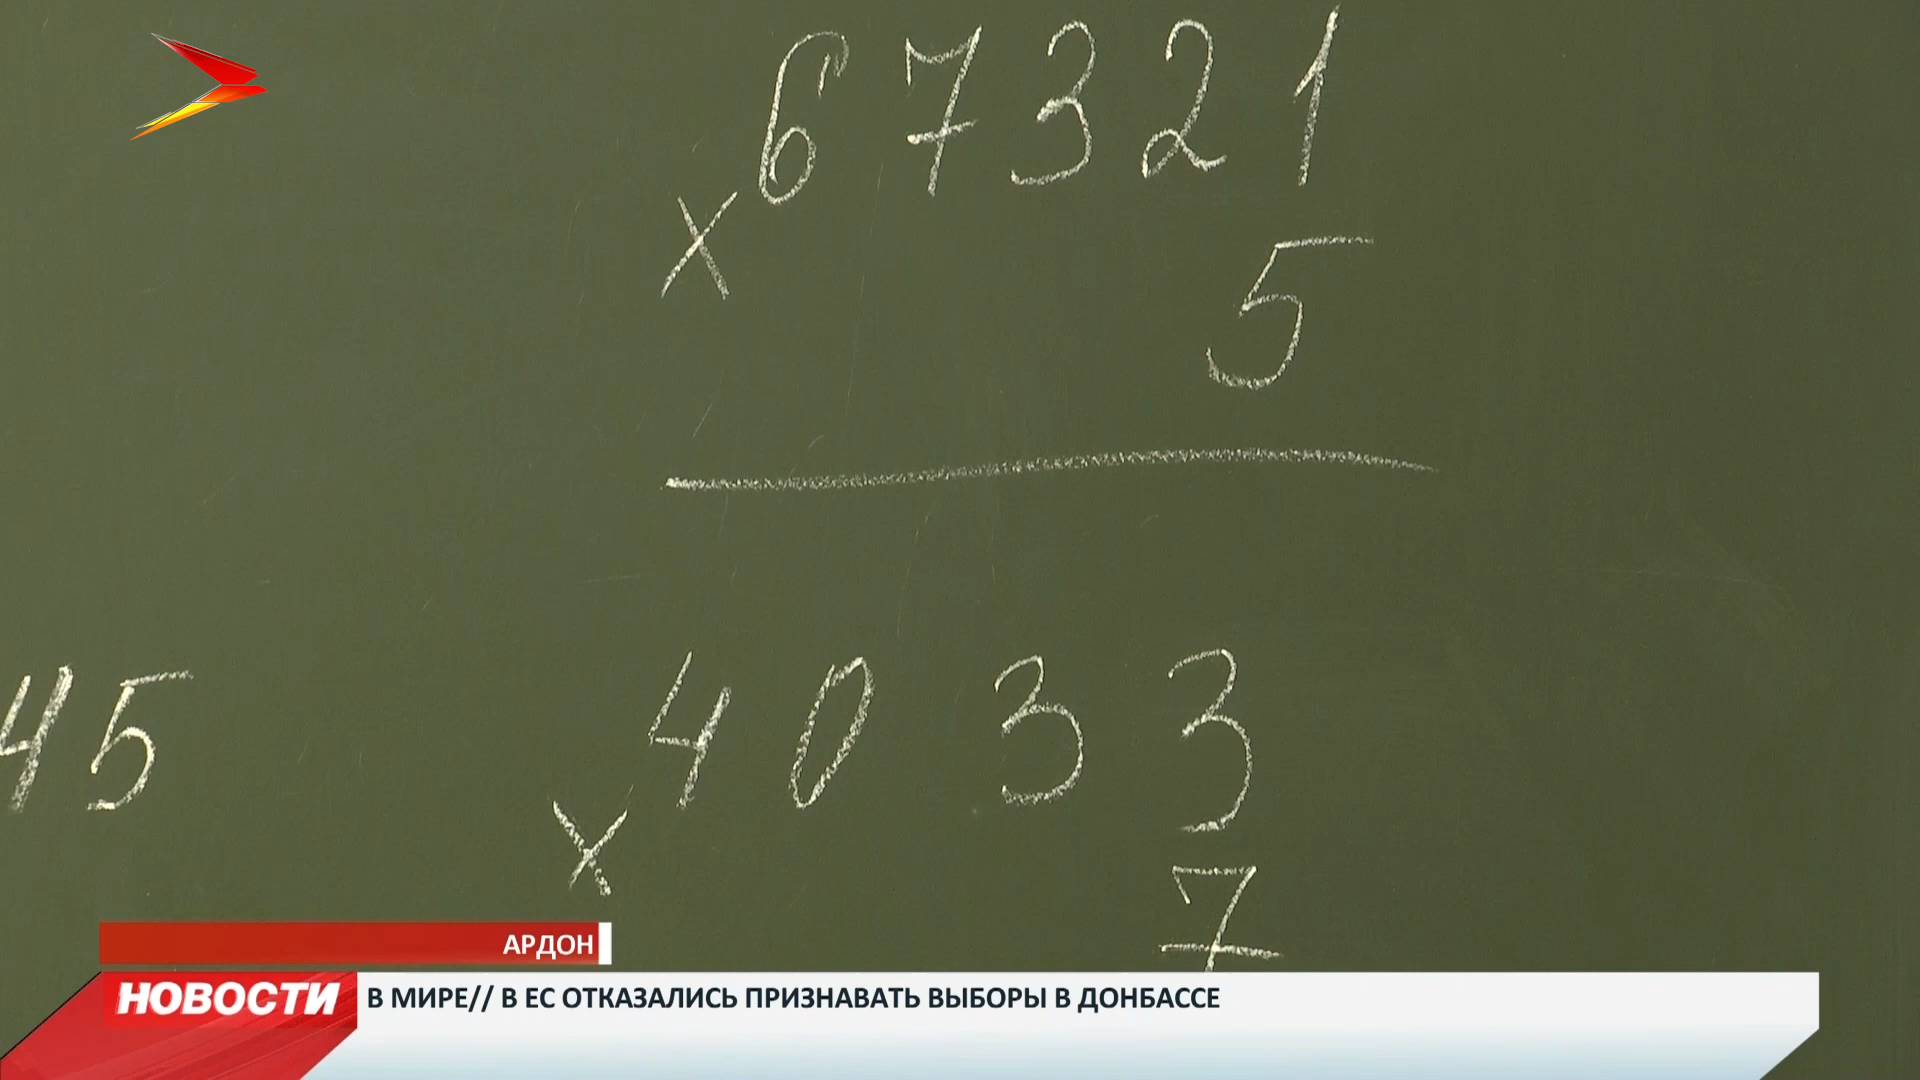 67321
x
5
45
4033
x
7
АРДОН
НОВОСТИ
В МИРЕ// В ЕС ОТКАЗАЛИСЬ ПРИЗНАВАТЬ ВЫБОРЫ В ДОНБАССЕ